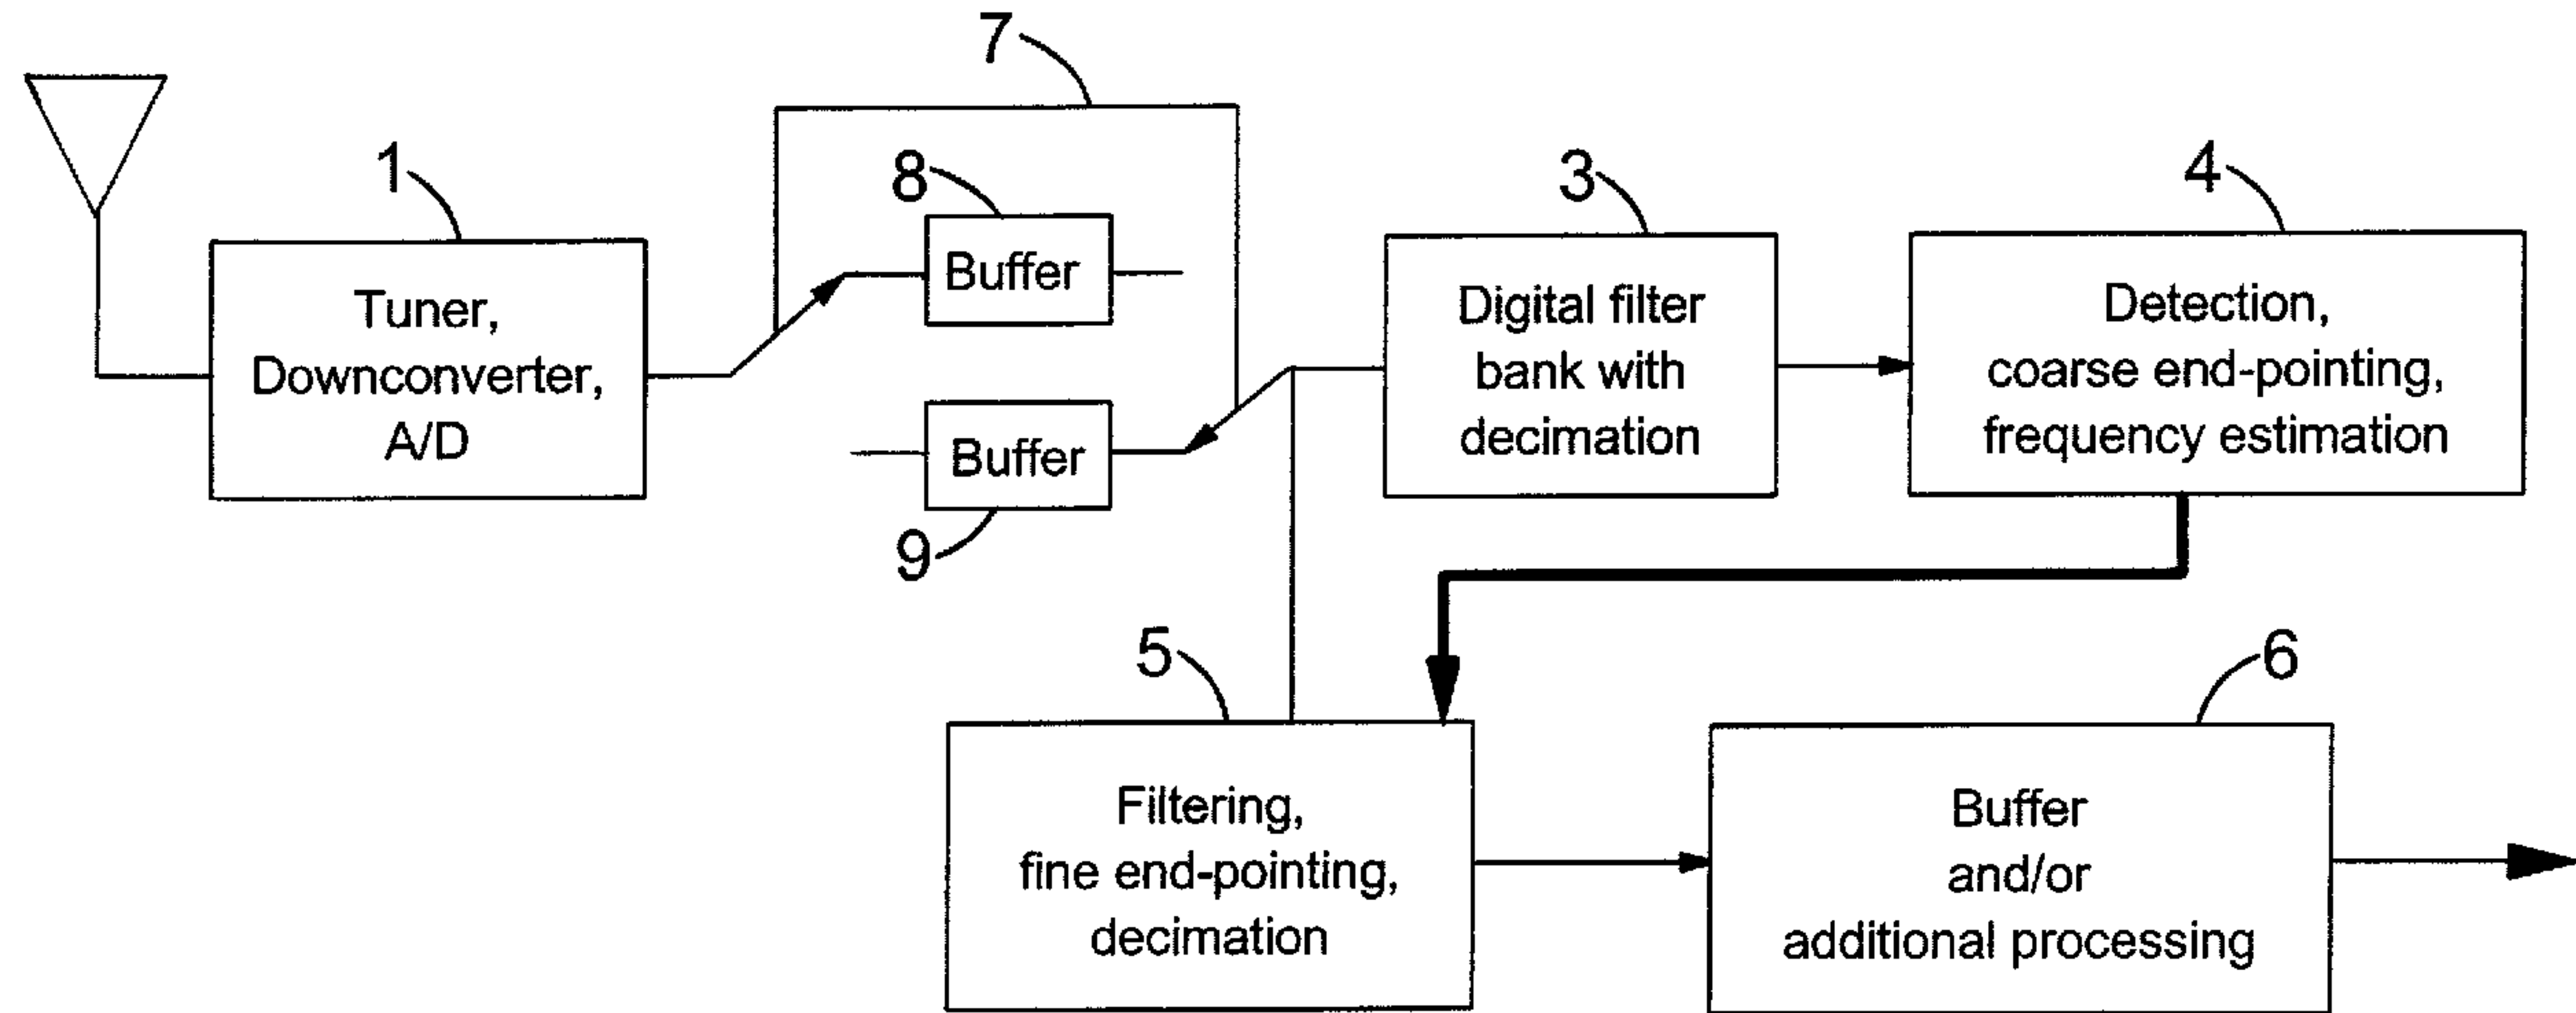 7
1
8
3
4
Tuner,
Downconverter,
A/D
Buffer
Buffer
9
Digital filter
bank with
decimation
Detection,
coarse end-pointing,
frequency estimation
5
6
Filtering,
fine end-pointing,
decimation
Buffer
and/or
additional processing